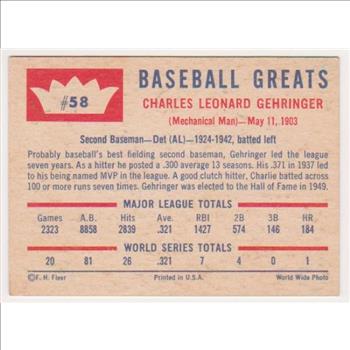 #58
BASEBALL GREATS
CHARLES LEONARD GEHRINGER
(Mechanical Man)—May 11, 1903
Second Baseman—Det (AL)—1924-1942, batted left
Probably baseball's best fielding second baseman, Gehringer led the league
seven years. As a hitter he posted a .300 average 13 seasons. His .371 in 1937 led
to his being named MVP in the league. A good clutch hitter, Charlie batted across
100 or more runs seven times. Gehringer was elected to the Hall of Fame in 1949.
MAJOR LEAGUE TOTALS
Games A.B. Hits Ave. RBI 2B 3B HR
2323 8858 2839 .321 1427 574 146 184
WORLD SERIES TOTALS
20 81 26 .321 7 4 0 1
©F. H. Fleer Printed in U.S.A. World Wide Photo